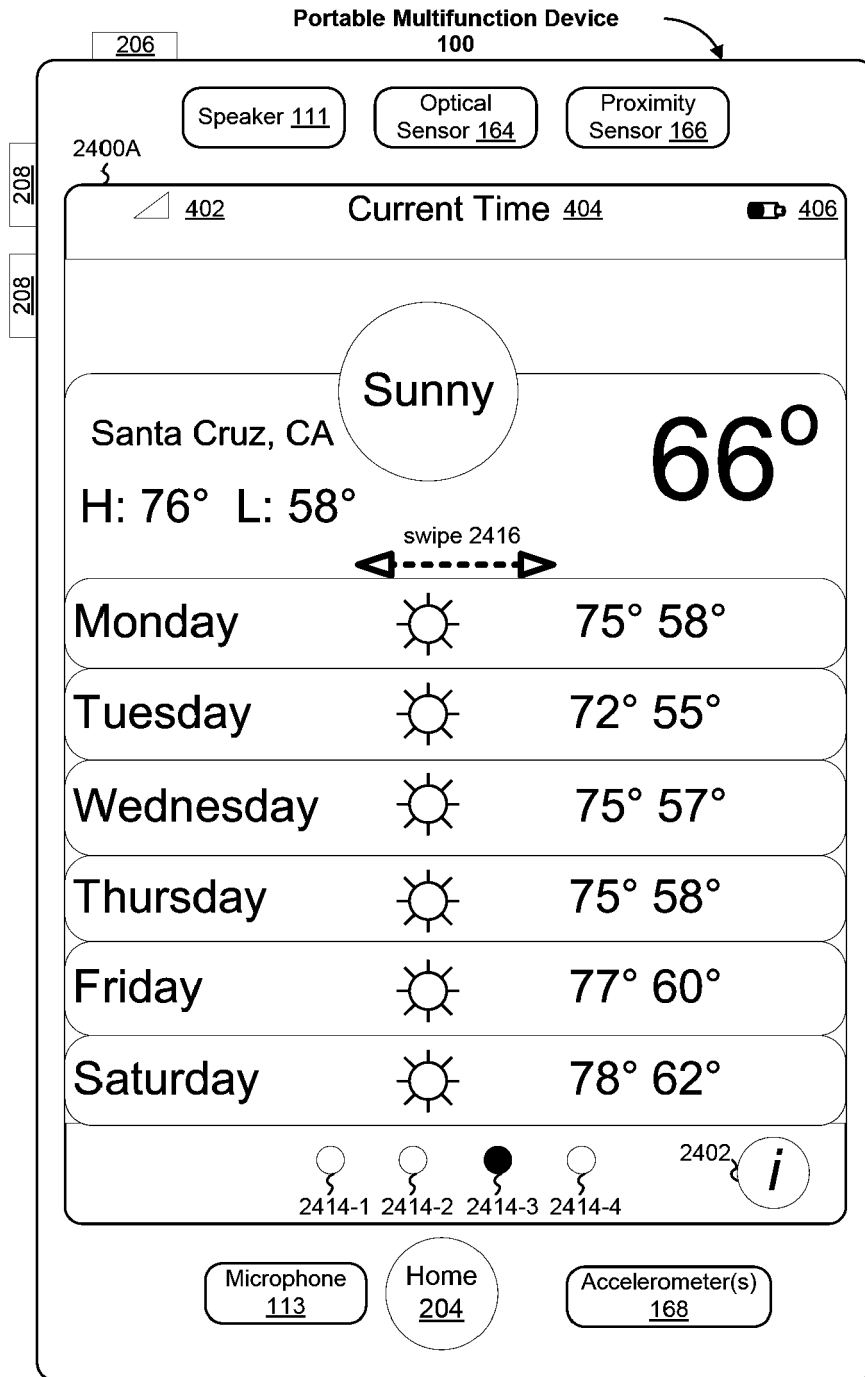 Portable Multifunction Device
100
206
Speaker 111
Optical
Sensor 164
Proximity
Sensor 166
2400A
208
208
402
Current Time 404
406
Sunny
Santa Cruz, CA
66°
H: 76° L: 58°
swipe 2416
Monday 75° 58°
Tuesday 72° 55°
Wednesday 75° 57°
Thursday 75° 58°
Friday 77° 60°
Saturday 78° 62°
2402
i
2414-1 2414-2 2414-3 2414-4
Microphone
113
Home
204
Accelerometer(s)
168